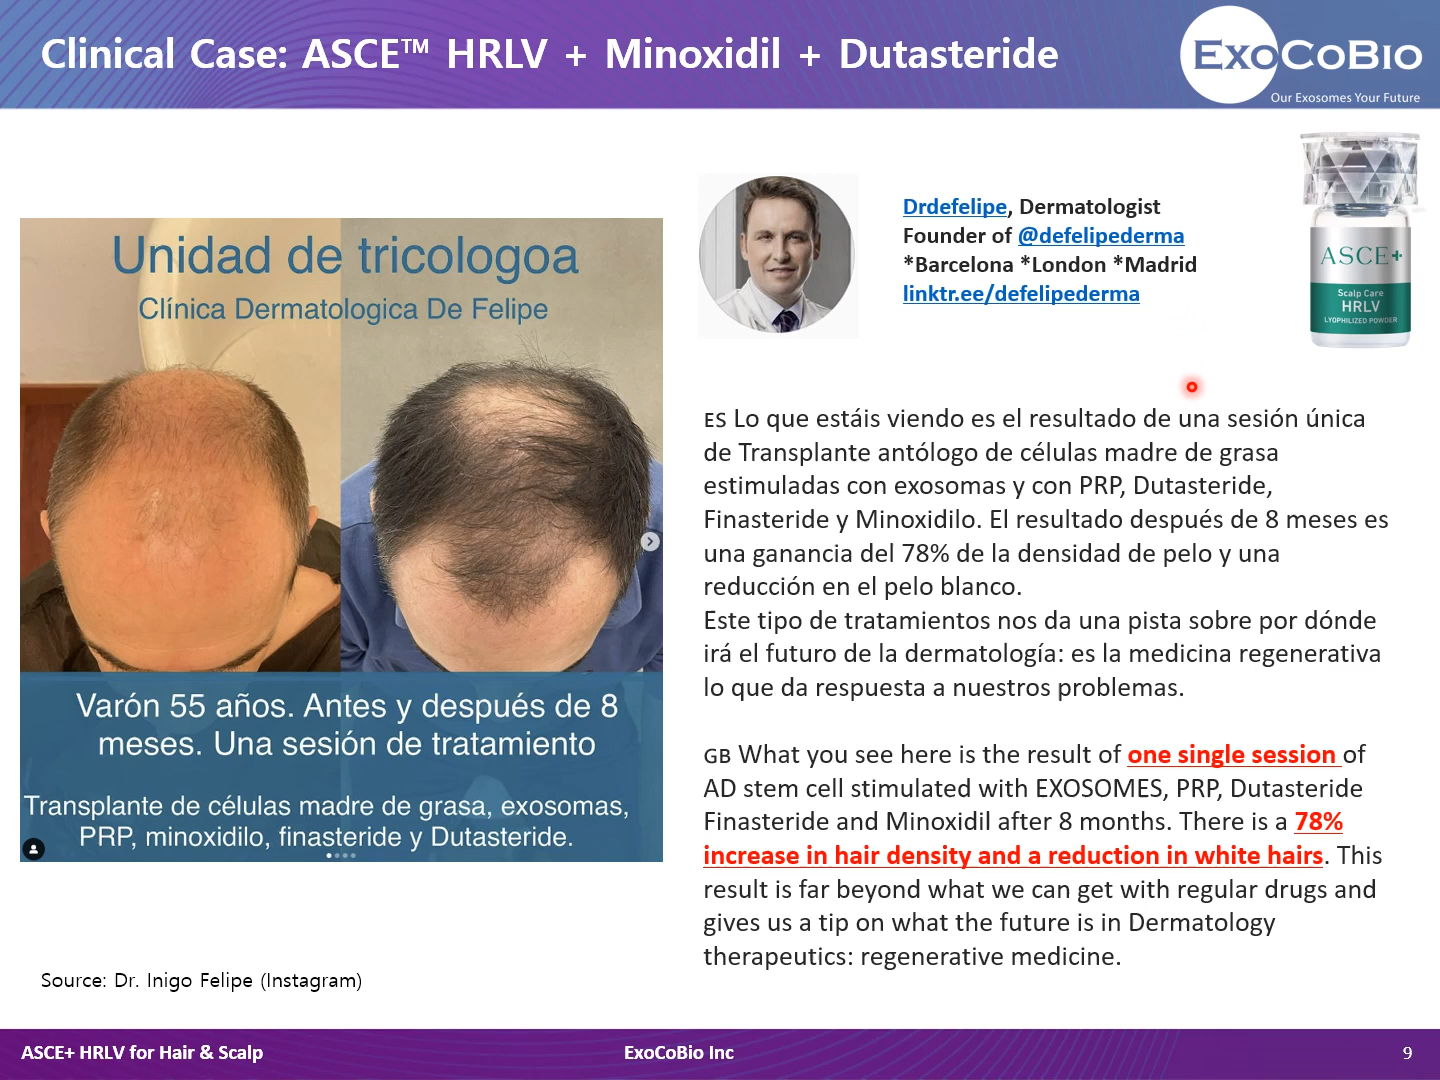 Clinical Case: ASCE™ HRLV + Minoxidil + Dutasteride
ExoCoBio
Our Exosomes Your Future
Unidad de tricologoa
Clínica Dermatologica De Felipe
Varón 55 años. Antes y después de 8
meses. Una sesión de tratamiento
Transplante de células madre de grasa, exosomas,
PRP, minoxidilo, finasteride y Dutasteride.
Source: Dr. Inigo Felipe (Instagram)
Drdefelipe, Dermatologist
Founder of @defelipederma
*Barcelona *London *Madrid
linktr.ee/defelipederma
ASCE+
Scalp Care
HRLV
LYOPHILIZED POWDER
ES Lo que estáis viendo es el resultado de una sesión única
de Transplante antólogo de células madre de grasa
estimuladas con exosomas y con PRP, Dutasteride,
Finasteride y Minoxidilo. El resultado después de 8 meses es
una ganancia del 78% de la densidad de pelo y una
reducción en el pelo blanco.
Este tipo de tratamientos nos da una pista sobre por dónde
irá el futuro de la dermatología: es la medicina regenerativa
lo que da respuesta a nuestros problemas.
GB What you see here is the result of one single session of
AD stem cell stimulated with EXOSOMES, PRP, Dutasteride
Finasteride and Minoxidil after 8 months. There is a 78%
increase in hair density and a reduction in white hairs. This
result is far beyond what we can get with regular drugs and
gives us a tip on what the future is in Dermatology
therapeutics: regenerative medicine.
ASCE+ HRLV for Hair & Scalp
ExoCoBio Inc
9